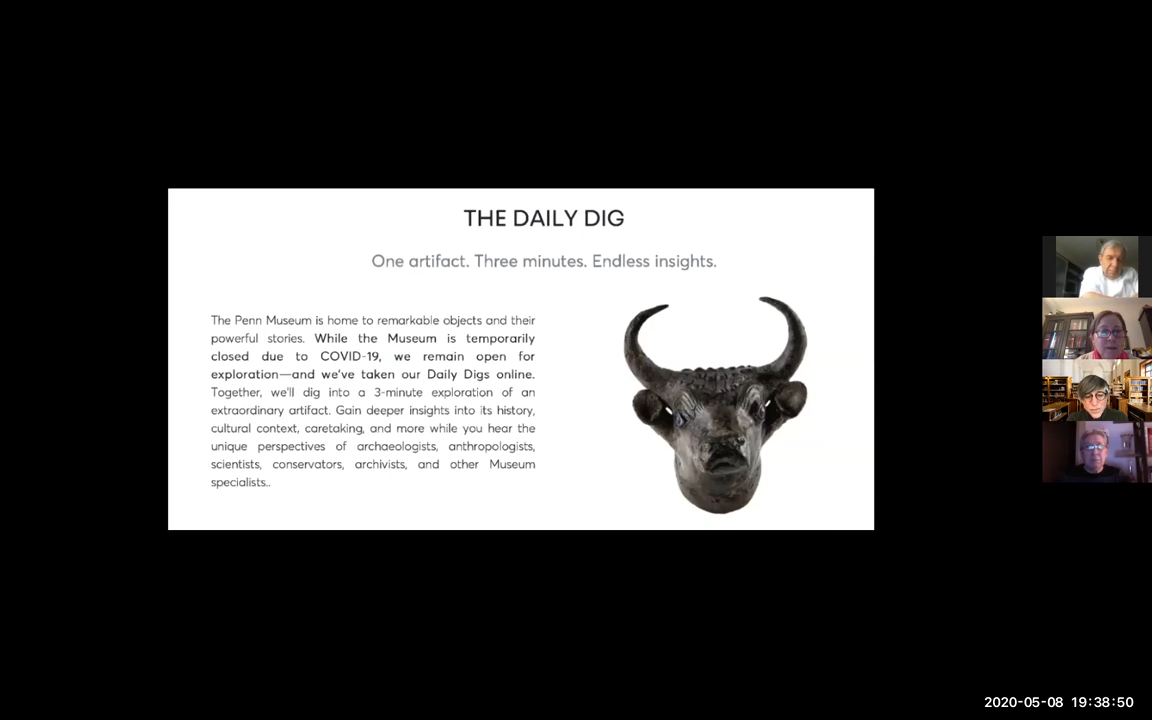 THE DAILY DIG
One artifact. Three minutes. Endless insights.
The Penn Museum is home to remarkable objects and their
powerful stories. While the Museum is temporarily
closed due to COVID-19, we remain open for
exploration—and we've taken our Daily Digs online.
Together, we'll dig into a 3-minute exploration of an
extraordinary artifact. Gain deeper insights into its history,
cultural context, caretaking, and more while you hear the
unique perspectives of archaeologists, anthropologists,
scientists, conservators, archivists, and other Museum
specialists..
2020-05-08 19:38:50